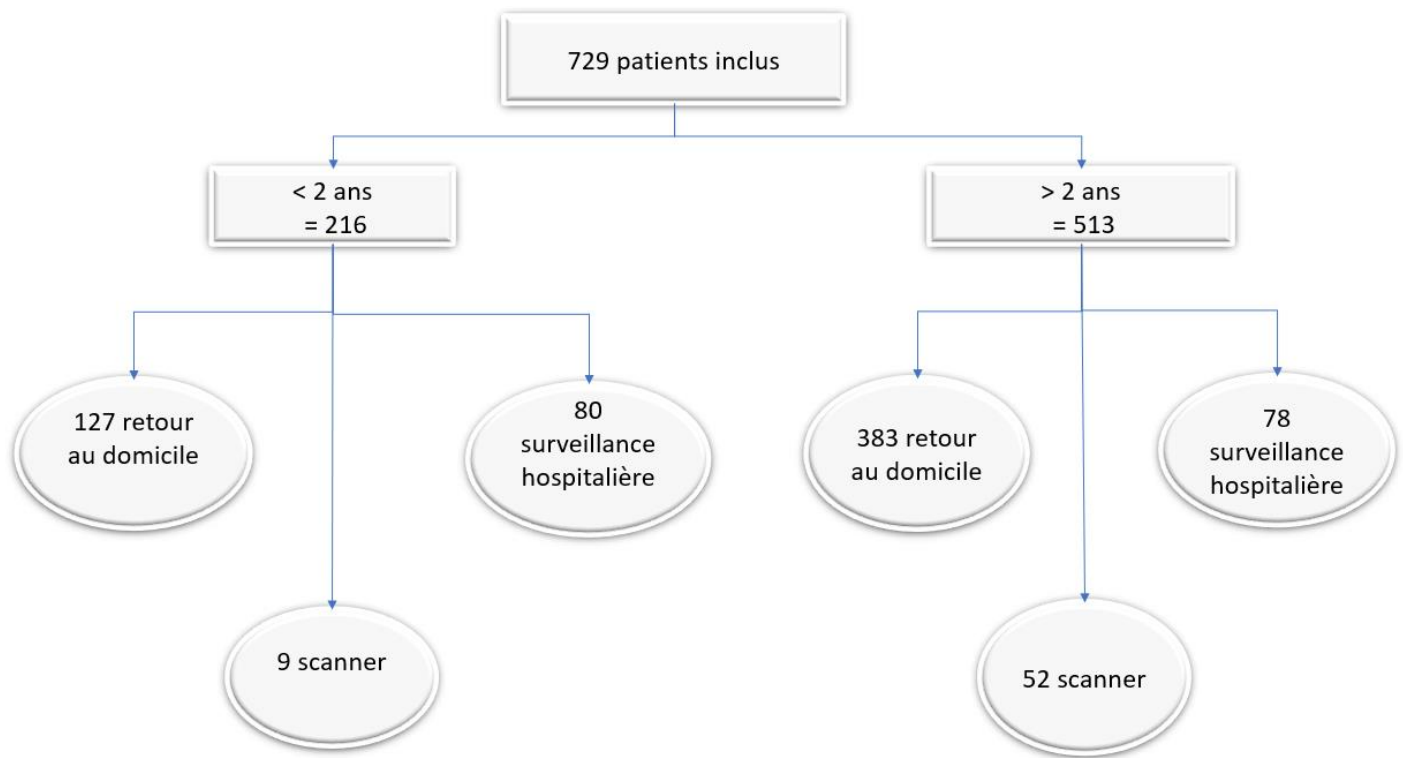 729 patients inclus
< 2 ans
= 216
> 2 ans
= 513
127 retour
au domicile
80
surveillance
hospitalière
383 retour
au domicile
78
surveillance
hospitalière
9 scanner
52 scanner